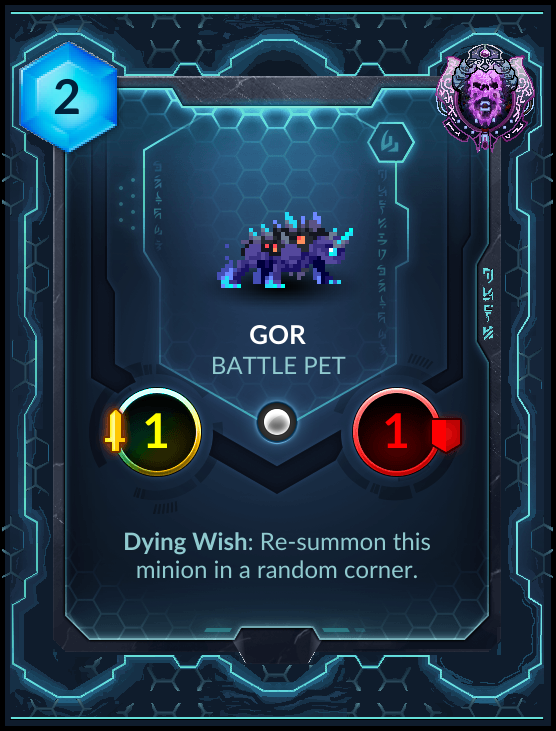 2
GOR
BATTLE PET
1 1
Dying Wish: Re-summon this
minion in a random corner.